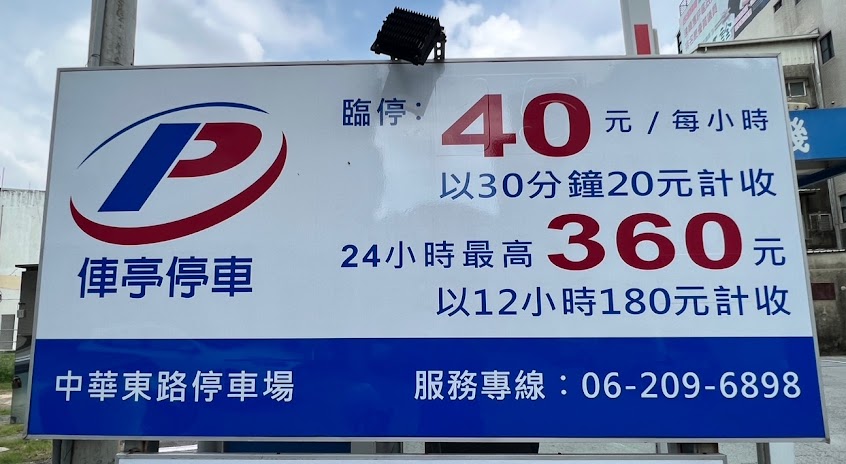 臨停：40元 / 每小時
以30分鐘20元計收
24小時最高360元
以12小時180元計收
P
俥亭停車
中華東路停車場
服務專線：06-209-6898
機